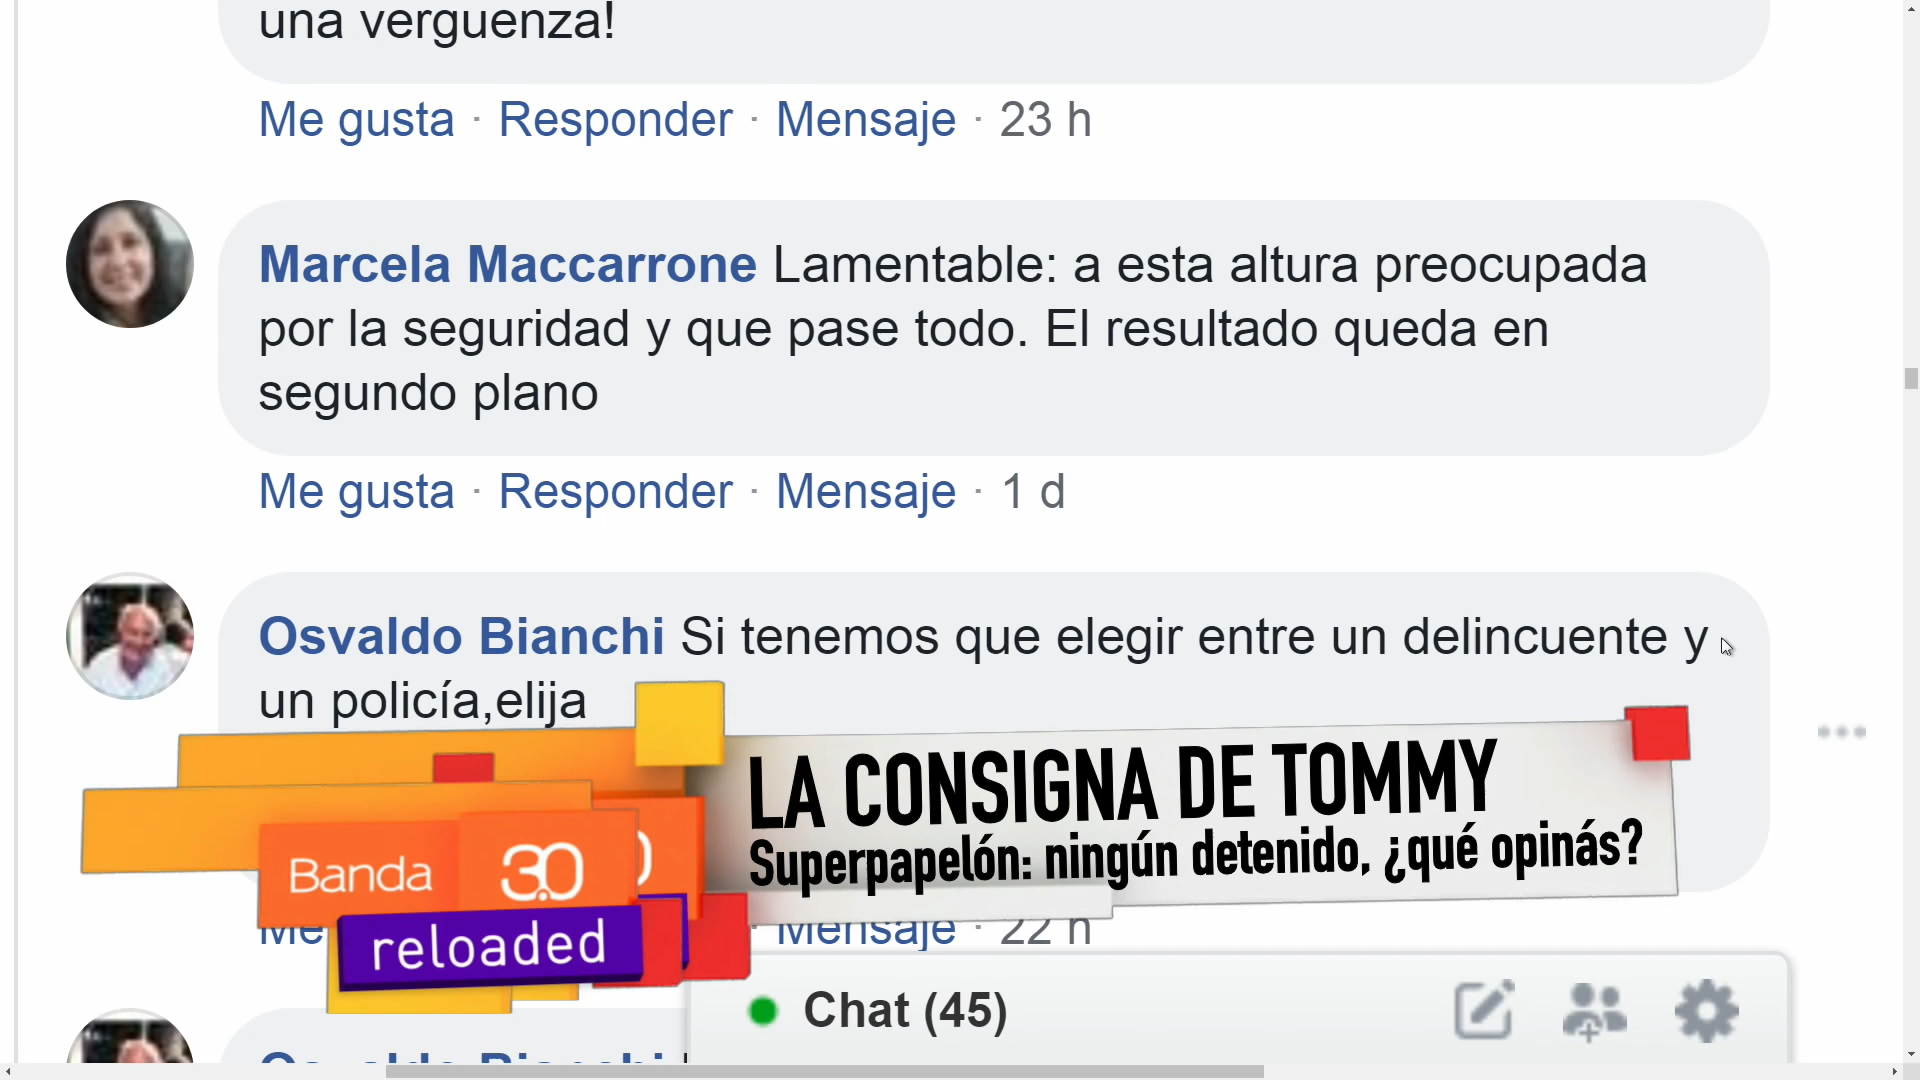 una verguenza!
Me gusta · Responder · Mensaje · 23 h
Marcela Maccarrone Lamentable: a esta altura preocupada
por la seguridad y que pase todo. El resultado queda en
segundo plano
Me gusta · Responder · Mensaje · 1 d
Osvaldo Bianchi Si tenemos que elegir entre un delincuente y
un policía,elija
LA CONSIGNA DE TOMMY
Superpapelón: ningún detenido, ¿qué opinás?
Banda 3.0
reloaded
Me · Mensaje · 22 h
Chat (45)
Osvaldo Bianchi